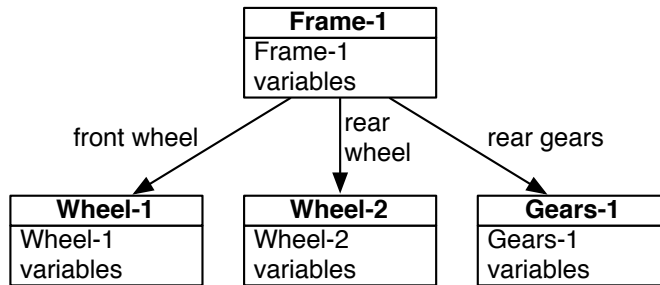 Frame-1
Frame-1
variables
front wheel
rear
wheel
rear gears
Wheel-1
Wheel-1
variables
Wheel-2
Wheel-2
variables
Gears-1
Gears-1
variables